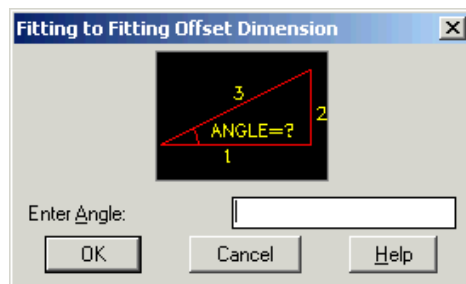 Fitting to Fitting Offset Dimension
3
2
ANGLE=?
1
Enter Angle:
OK Cancel Help